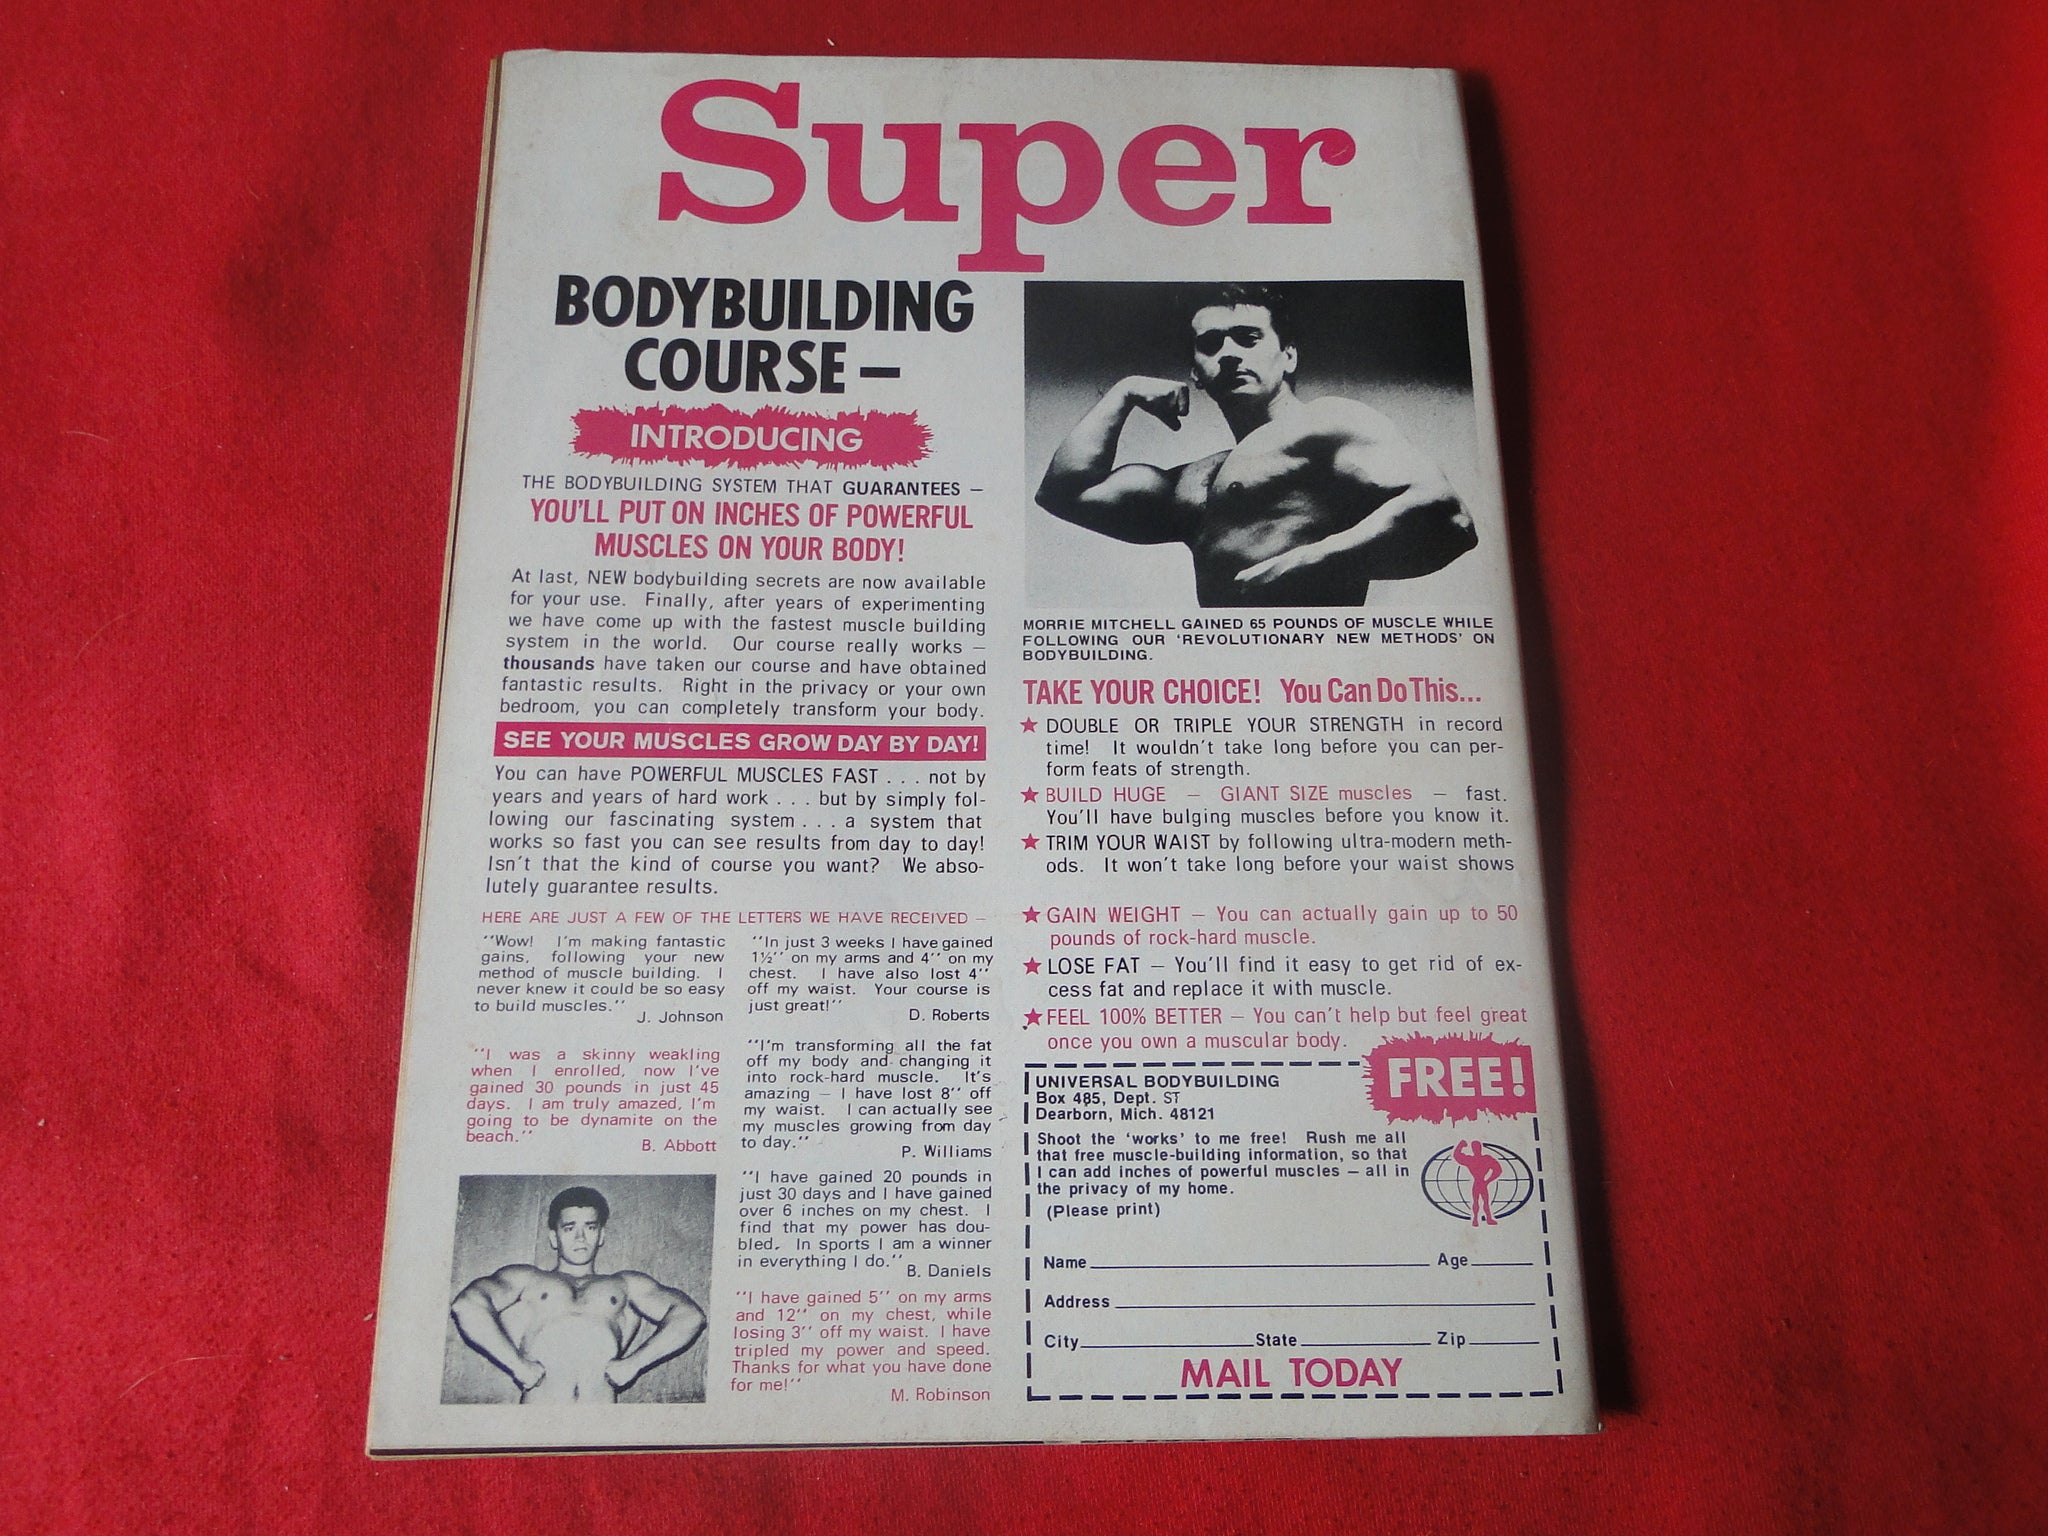 Super
BODYBUILDING
COURSE —
INTRODUCING
THE BODYBUILDING SYSTEM THAT GUARANTEES —
YOU'LL PUT ON INCHES OF POWERFUL
MUSCLES ON YOUR BODY!
At last, NEW bodybuilding secrets are now available
for your use. Finally, after years of experimenting
we have come up with the fastest muscle building
system in the world. Our course really works —
thousands have taken our course and have obtained
fantastic results. Right in the privacy or your own
bedroom, you can completely transform your body.
SEE YOUR MUSCLES GROW DAY BY DAY!
You can have POWERFUL MUSCLES FAST . . . not by
years and years of hard work . . . but by simply fol-
lowing our fascinating system . . . a system that
works so fast you can see results from day to day!
Isn't that the kind of course you want? We abso-
lutely guarantee results.
HERE ARE JUST A FEW OF THE LETTERS WE HAVE RECEIVED —
"Wow! I'm making fantastic
gains, following your new
method of muscle building. I
never knew it could be so easy
to build muscles."
J. Johnson
"I was a skinny weakling
when I enrolled, now I've
gained 30 pounds in just 45
days. I am truly amazed, I'm
going to be dynamite on the
beach."
B. Abbott
"In just 3 weeks I have gained
1½" on my arms and 4" on my
chest. I have also lost 4"
off my waist. Your course is
just great!"
D. Roberts
"I'm transforming all the fat
off my body and changing it
into rock-hard muscle. It's
amazing — I have lost 8" off
my waist. I can actually see
my muscles growing from day
to day."
P. Williams
"I have gained 20 pounds in
just 30 days and I have gained
over 6 inches on my chest. I
find that my power has dou-
bled. In sports I am a winner
in everything I do."
B. Daniels
"I have gained 5" on my arms
and 12" on my chest, while
losing 3" off my waist. I have
tripled my power and speed.
Thanks for what you have done
for me!"
M. Robinson
MORRIE MITCHELL GAINED 65 POUNDS OF MUSCLE WHILE
FOLLOWING OUR 'REVOLUTIONARY NEW METHODS' ON
BODYBUILDING.
TAKE YOUR CHOICE! You Can Do This...
★ DOUBLE OR TRIPLE YOUR STRENGTH in record
time! It wouldn't take long before you can per-
form feats of strength.
★ BUILD HUGE — GIANT SIZE muscles — fast.
You'll have bulging muscles before you know it.
★ TRIM YOUR WAIST by following ultra-modern meth-
ods. It won't take long before your waist shows
★ GAIN WEIGHT — You can actually gain up to 50
pounds of rock-hard muscle.
★ LOSE FAT — You'll find it easy to get rid of ex-
cess fat and replace it with muscle.
★ FEEL 100% BETTER — You can't help but feel great
once you own a muscular body.
FREE!
UNIVERSAL BODYBUILDING
Box 485, Dept. ST
Dearborn, Mich. 48121
Shoot the 'works' to me free! Rush me all
that free muscle-building information, so that
I can add inches of powerful muscles — all in
the privacy of my home.
(Please print)
Name Age
Address
City State Zip
MAIL TODAY